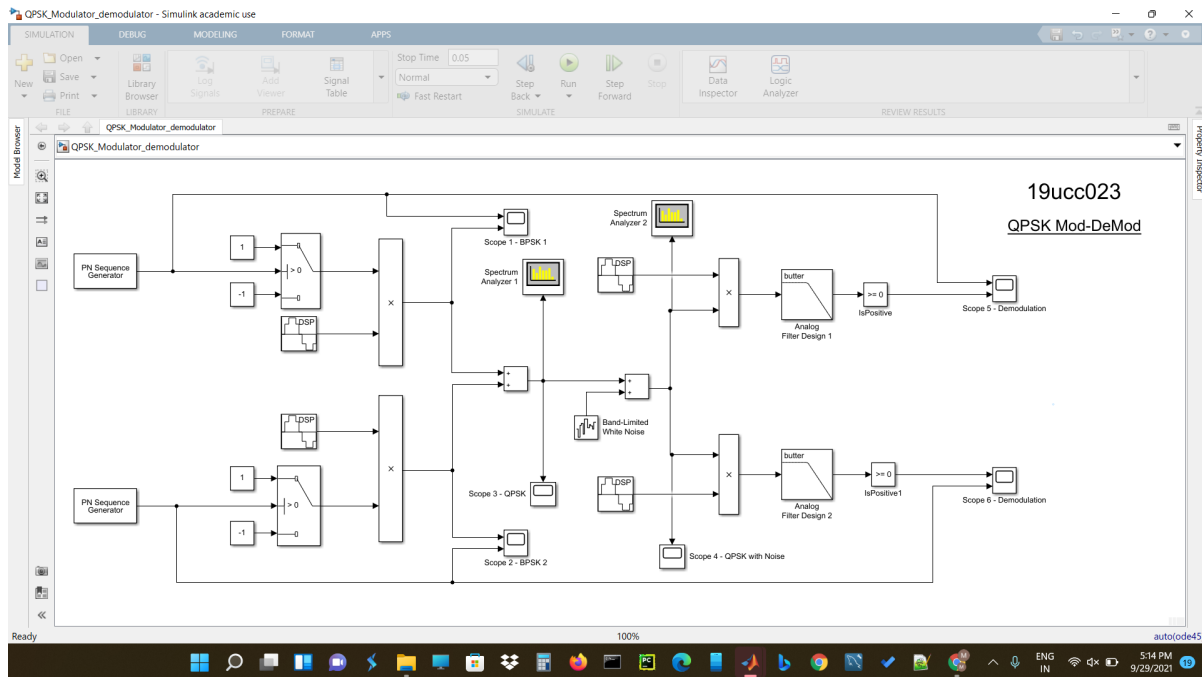 QPSK_Modulator_demodulator - Simulink academic use
SIMULATION
DEBUG
MODELING
FORMAT
APPS
New
Open
Save
Print
FILE
Library
Browser
LIBRARY
Log
Signals
Add
Viewer
Signal
Table
PREPARE
Stop Time 0.05
Normal
Fast Restart
Step
Back
Run
Step
Forward
Stop
SIMULATE
Data
Inspector
Logic
Analyzer
REVIEW RESULTS
Model Browser
Property Inspector
QPSK_Modulator_demodulator
QPSK_Modulator_demodulator
19ucc023
QPSK Mod-DeMod
PN Sequence
Generator
1
> 0
-1
DSP
×
Scope 1 - BPSK 1
Spectrum
Analyzer 1
Spectrum
Analyzer 2
DSP
×
butter
Analog
Filter Design 1
>= 0
IsPositive
Scope 5 - Demodulation
+
+
+
+
Band-Limited
White Noise
DSP
PN Sequence
Generator
1
> 0
-1
×
Scope 3 - QPSK
Scope 2 - BPSK 2
DSP
×
butter
Analog
Filter Design 2
>= 0
IsPositive1
Scope 6 - Demodulation
Scope 4 - QPSK with Noise
Ready
100%
auto(ode45
ENG
IN
5:14 PM
9/29/2021
19